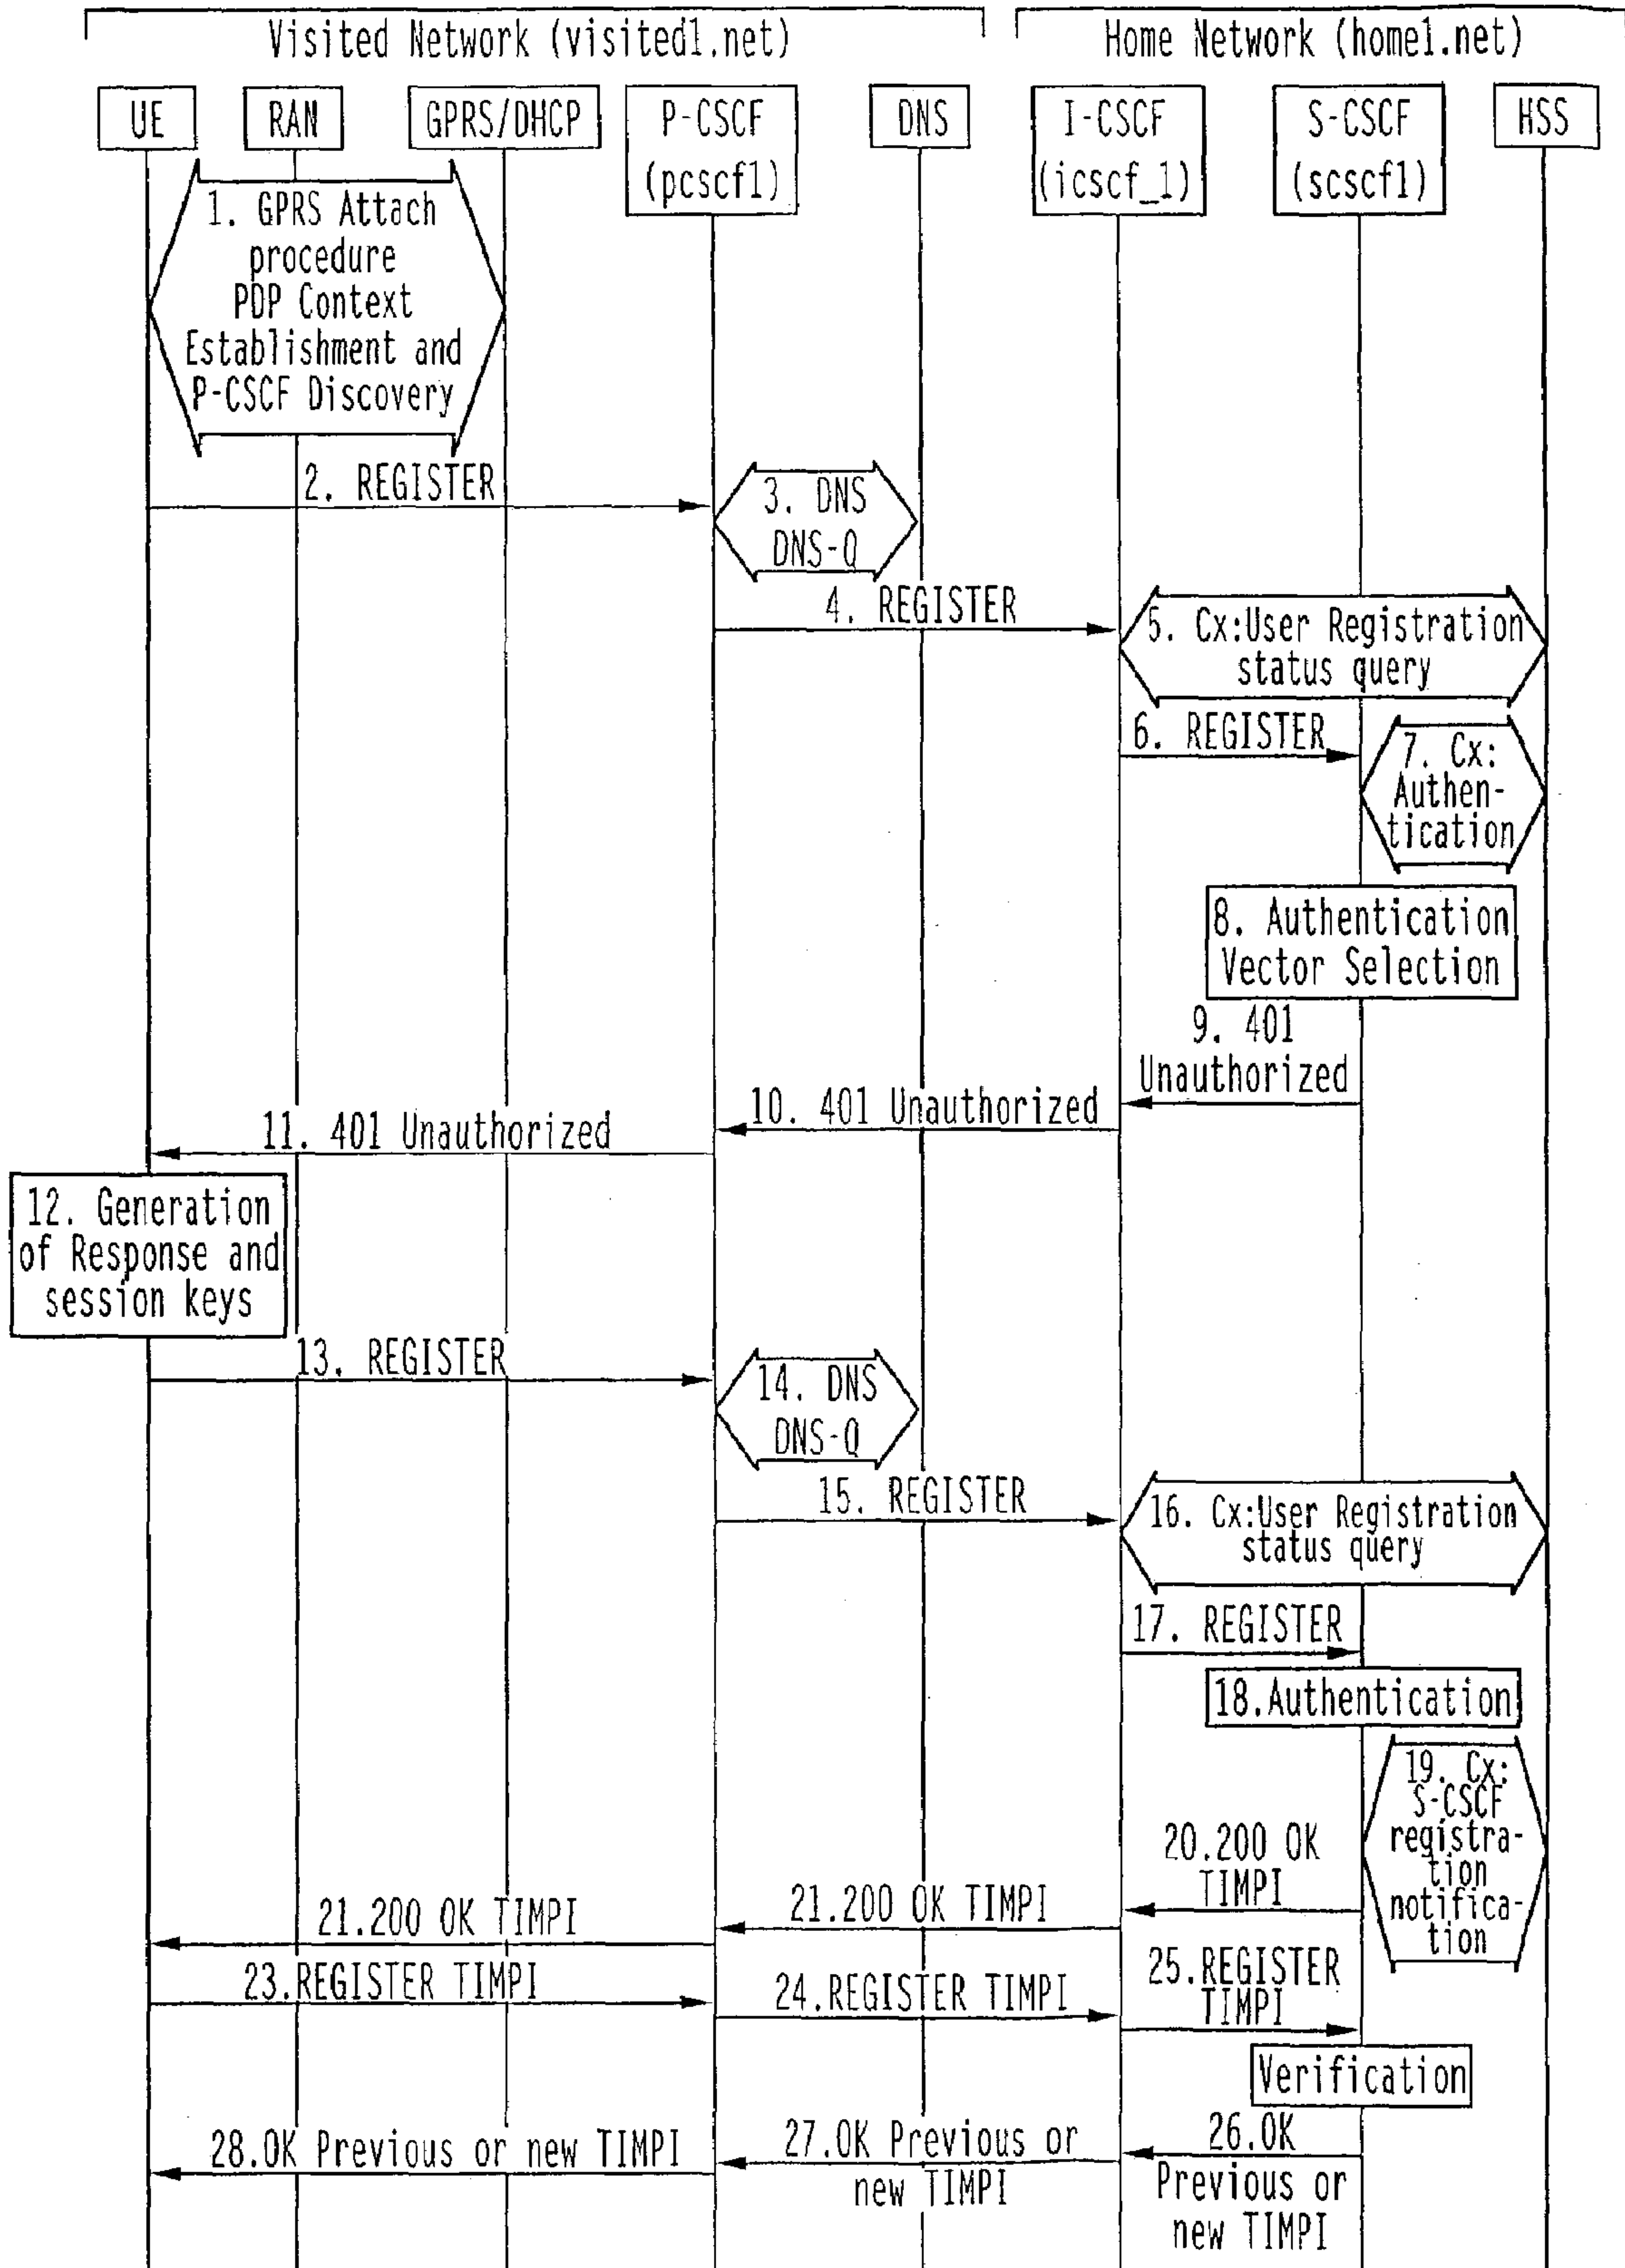 Visited Network (visited1.net)
Home Network (home1.net)
UE
RAN
GPRS/DHCP
P-CSCF
(pcscf1)
DNS
I-CSCF
(icscf_1)
S-CSCF
(scscf1)
HSS
1. GPRS Attach
procedure
PDP Context
Establishment and
P-CSCF Discovery
2. REGISTER
3. DNS
DNS-Q
4. REGISTER
5. Cx:User Registration
status query
6. REGISTER
7. Cx:
Authen-
tication
8. Authentication
Vector Selection
9. 401
Unauthorized
10. 401 Unauthorized
11. 401 Unauthorized
12. Generation
of Response and
session keys
13. REGISTER
14. DNS
DNS-Q
15. REGISTER
16. Cx:User Registration
status query
17. REGISTER
18.Authentication
19. Cx:
S-CSCF
registra-
tion
notifica-
tion
20.200 OK
TIMPI
21.200 OK TIMPI
21.200 OK TIMPI
23.REGISTER TIMPI
24.REGISTER TIMPI
25.REGISTER
TIMPI
Verification
26.OK
Previous or
new TIMPI
27.OK Previous or
new TIMPI
28.OK Previous or new TIMPI